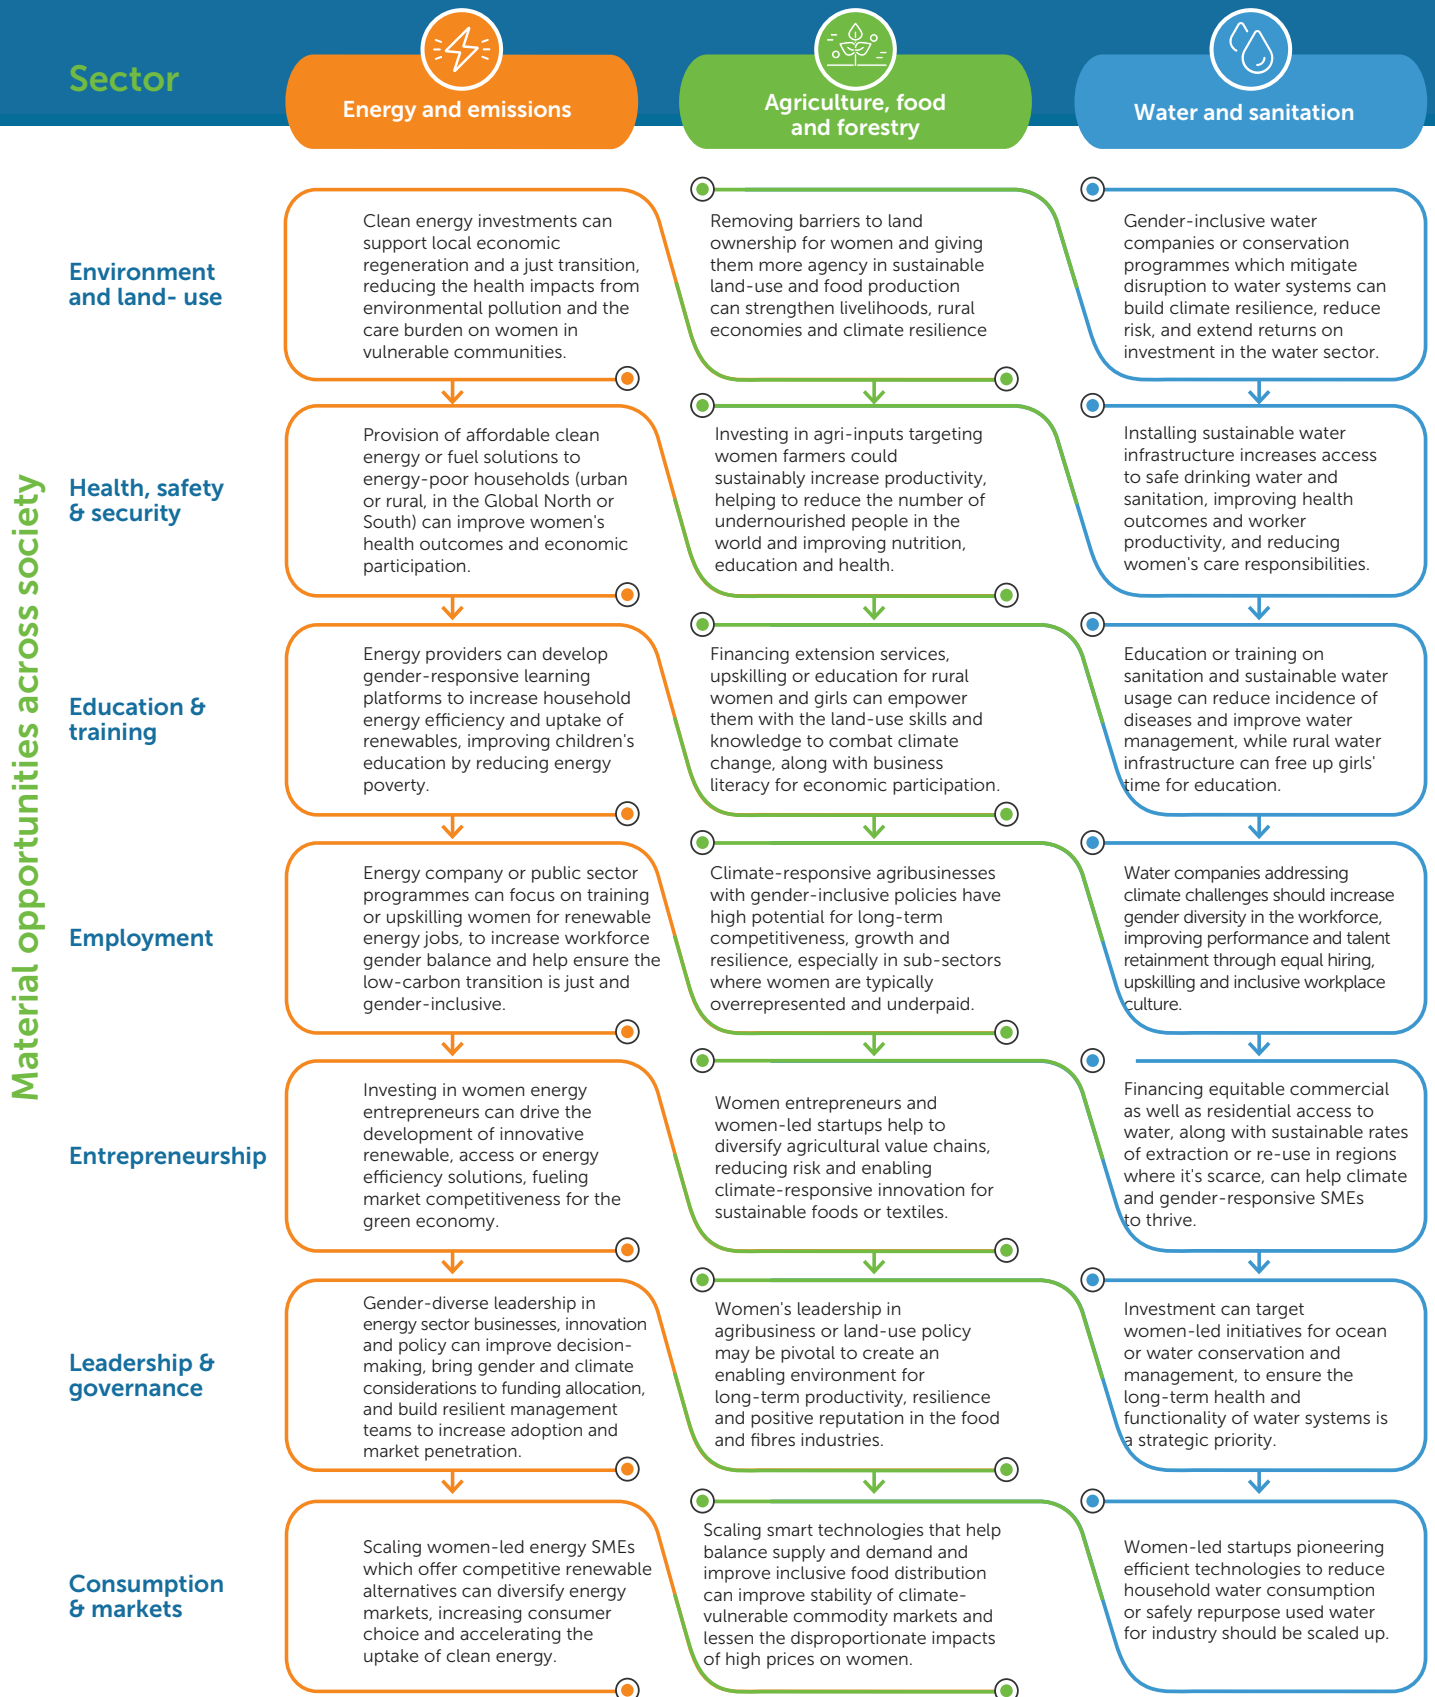 Sector
Energy and emissions
Agriculture, food
and forestry
Water and sanitation
Material opportunities across society
Environment
and land- use
Clean energy investments can
support local economic
regeneration and a just transition,
reducing the health impacts from
environmental pollution and the
care burden on women in
vulnerable communities.
Removing barriers to land
ownership for women and giving
them more agency in sustainable
land-use and food production
can strengthen livelihoods, rural
economies and climate resilience
Gender-inclusive water
companies or conservation
programmes which mitigate
disruption to water systems can
build climate resilience, reduce
risk, and extend returns on
investment in the water sector.
Health, safety
& security
Provision of affordable clean
energy or fuel solutions to
energy-poor households (urban
or rural, in the Global North or
South) can improve women's
health outcomes and economic
participation.
Investing in agri-inputs targeting
women farmers could
sustainably increase productivity,
helping to reduce the number of
undernourished people in the
world and improving nutrition,
education and health.
Installing sustainable water
infrastructure increases access
to safe drinking water and
sanitation, improving health
outcomes and worker
productivity, and reducing
women's care responsibilities.
Education &
training
Energy providers can develop
gender-responsive learning
platforms to increase household
energy efficiency and uptake of
renewables, improving children's
education by reducing energy
poverty.
Financing extension services,
upskilling or education for rural
women and girls can empower
them with the land-use skills and
knowledge to combat climate
change, along with business
literacy for economic participation.
Education or training on
sanitation and sustainable water
usage can reduce incidence of
diseases and improve water
management, while rural water
infrastructure can free up girls'
time for education.
Employment
Energy company or public sector
programmes can focus on training
or upskilling women for renewable
energy jobs, to increase workforce
gender balance and help ensure the
low-carbon transition is just and
gender-inclusive.
Climate-responsive agribusinesses
with gender-inclusive policies have
high potential for long-term
competitiveness, growth and
resilience, especially in sub-sectors
where women are typically
overrepresented and underpaid.
Water companies addressing
climate challenges should increase
gender diversity in the workforce,
improving performance and talent
retainment through equal hiring,
upskilling and inclusive workplace
culture.
Entrepreneurship
Investing in women energy
entrepreneurs can drive the
development of innovative
renewable, access or energy
efficiency solutions, fueling
market competitiveness for the
green economy.
Women entrepreneurs and
women-led startups help to
diversify agricultural value chains,
reducing risk and enabling
climate-responsive innovation for
sustainable foods or textiles.
Financing equitable commercial
as well as residential access to
water, along with sustainable rates
of extraction or re-use in regions
where it's scarce, can help climate
and gender-responsive SMEs
to thrive.
Leadership &
governance
Gender-diverse leadership in
energy sector businesses, innovation
and policy can improve decision-
making, bring gender and climate
considerations to funding allocation,
and build resilient management
teams to increase adoption and
market penetration.
Women's leadership in
agribusiness or land-use policy
may be pivotal to create an
enabling environment for
long-term productivity, resilience
and positive reputation in the food
and fibres industries.
Investment can target
women-led initiatives for ocean
or water conservation and
management, to ensure the
long-term health and
functionality of water systems is
a strategic priority.
Consumption
& markets
Scaling women-led energy SMEs
which offer competitive renewable
alternatives can diversify energy
markets, increasing consumer
choice and accelerating the
uptake of clean energy.
Scaling smart technologies that help
balance supply and demand and
improve inclusive food distribution
can improve stability of climate-
vulnerable commodity markets and
lessen the disproportionate impacts
of high prices on women.
Women-led startups pioneering
efficient technologies to reduce
household water consumption
or safely repurpose used water
for industry should be scaled up.